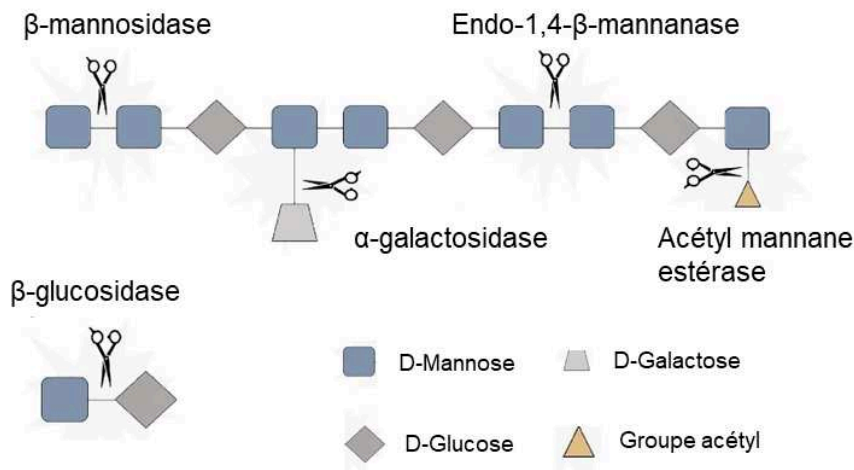 β-mannosidase
Endo-1,4-β-mannanase
α-galactosidase
Acétyl mannane
estérase
β-glucosidase
D-Mannose
D-Galactose
D-Glucose
Groupe acétyl